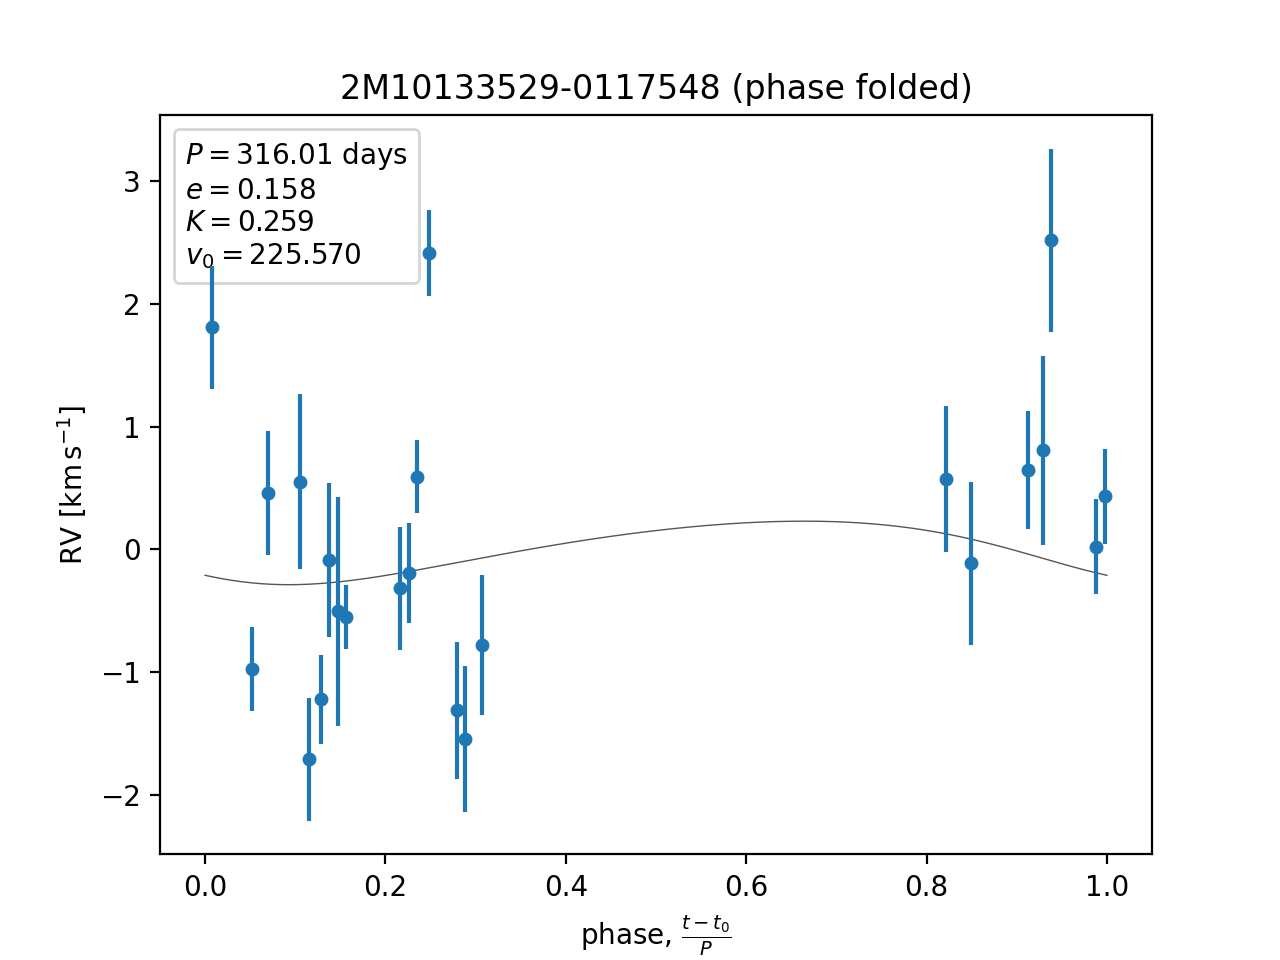 2M10133529-0117548 (phase folded)
P = 316.01 days
e = 0.158
K = 0.259
v₀ = 225.570
3
2
1
0
−1
−2
RV [km s⁻¹]
0.0 0.2 0.4 0.6 0.8 1.0
phase, (t − t₀)/P